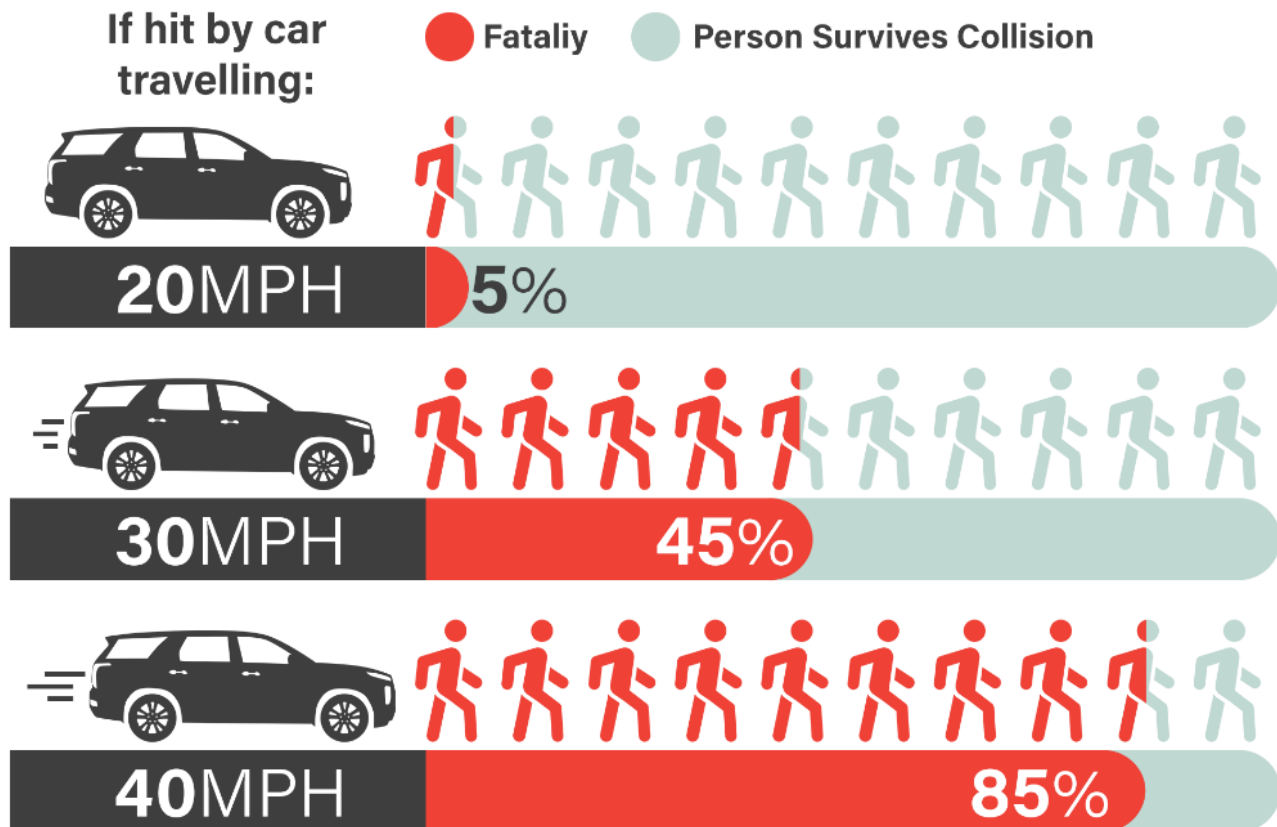 If hit by car
travelling:
Fataliy
Person Survives Collision
20MPH
5%
30MPH
45%
40MPH
85%